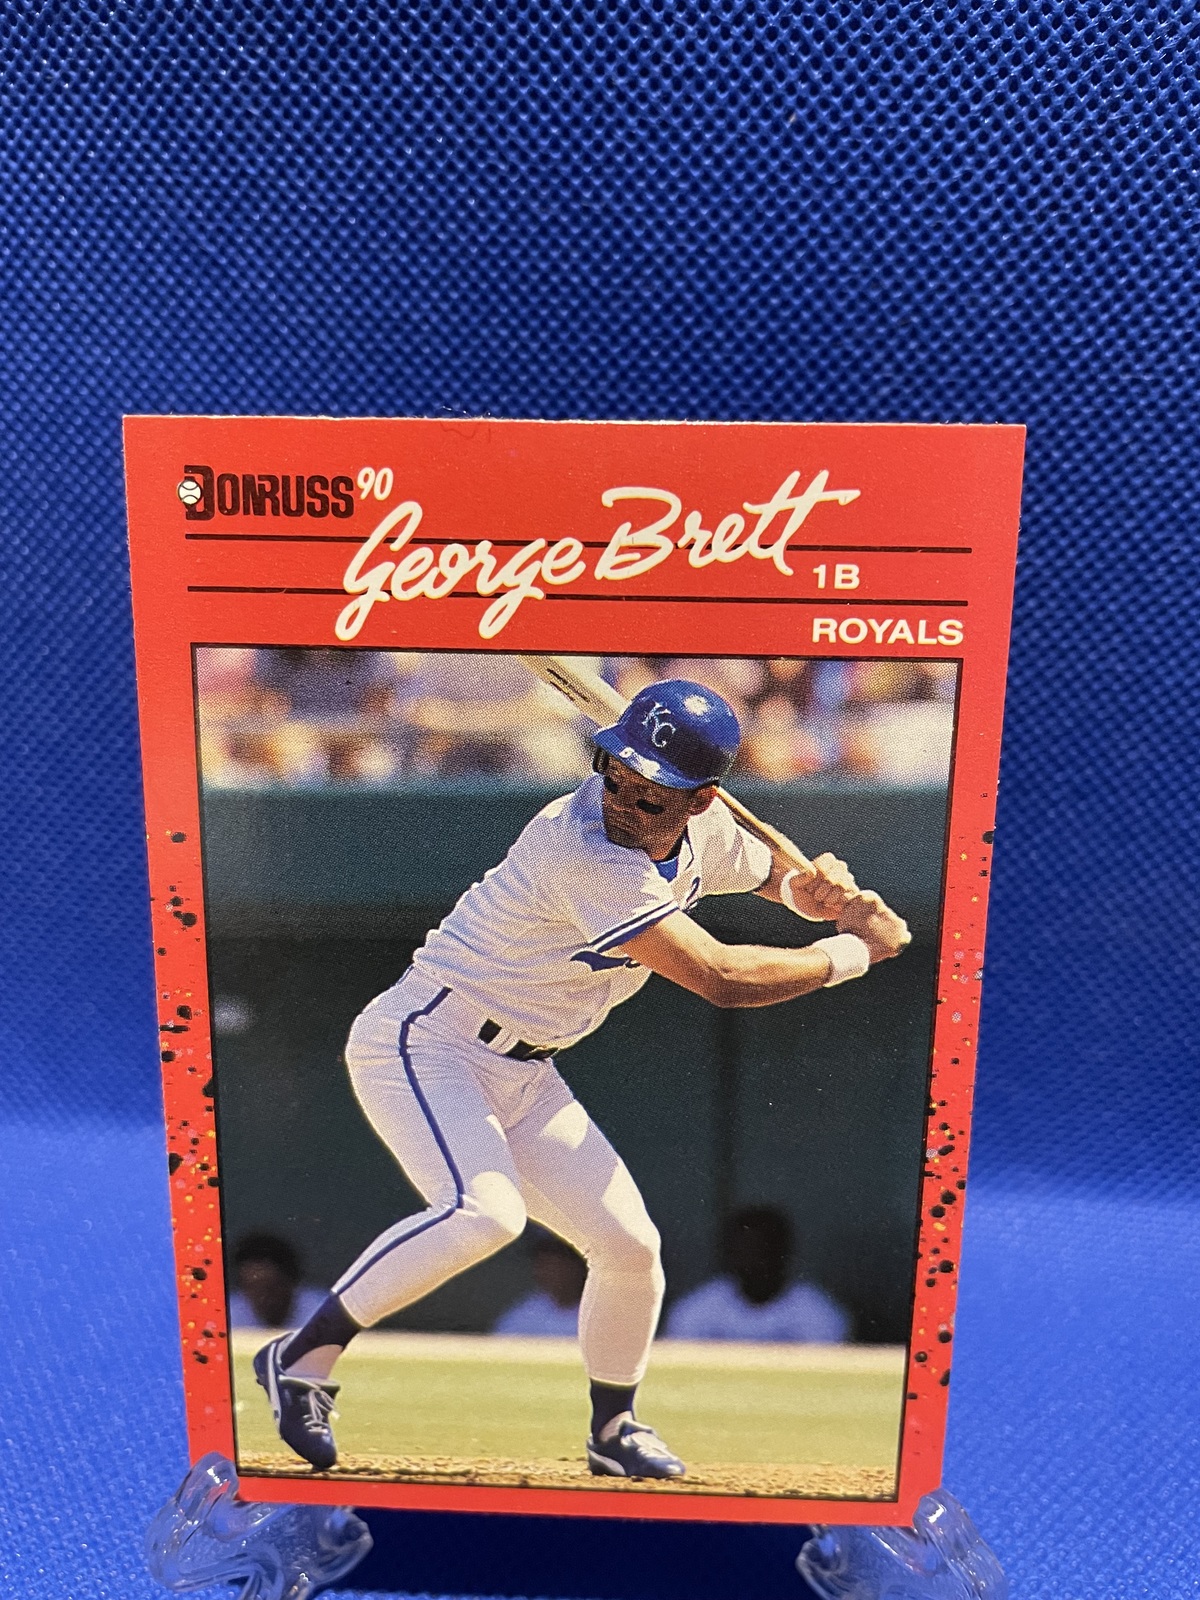 DONRUSS '90
George Brett
1B
ROYALS
KC